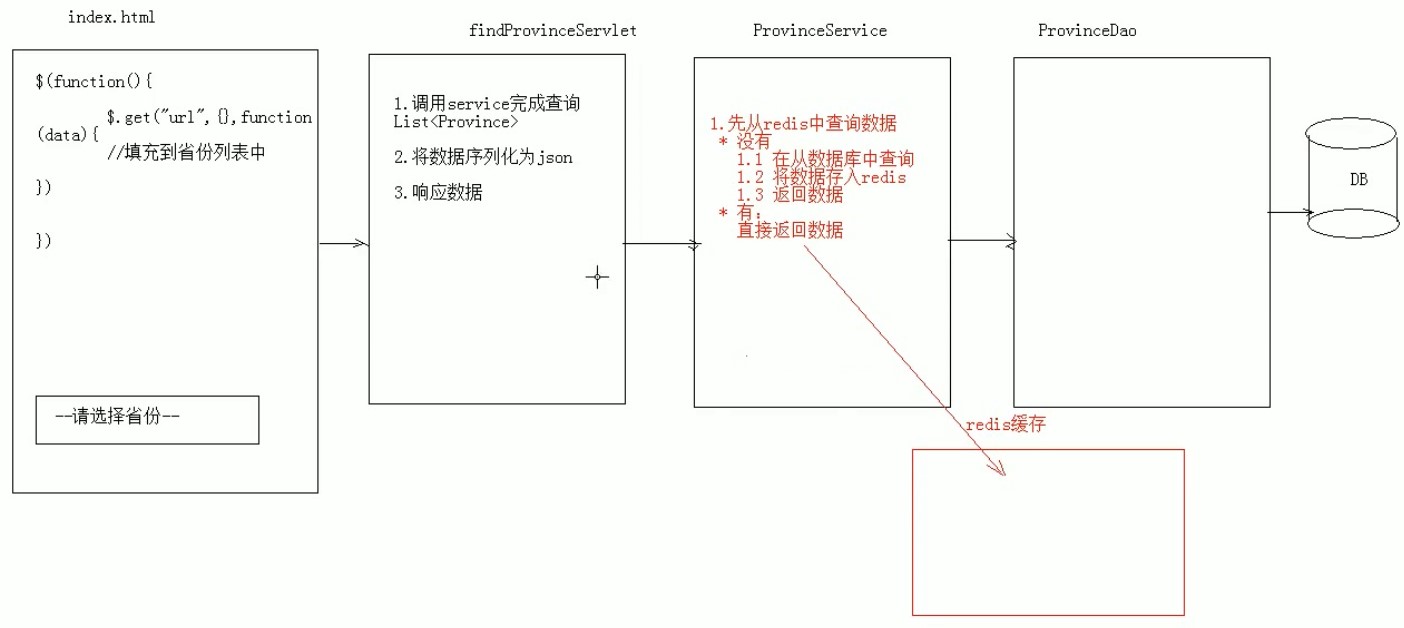 index.html
$(function(){
$.get("url",{},function
(data){
//填充到省份列表中
})
})
--请选择省份--
findProvinceServlet
1.调用service完成查询
List<Province>
2.将数据序列化为json
3.响应数据
ProvinceService
1.先从redis中查询数据
* 没有
1.1 在从数据库中查询
1.2 将数据存入redis
1.3 返回数据
* 有：
直接返回数据
ProvinceDao
DB
redis缓存